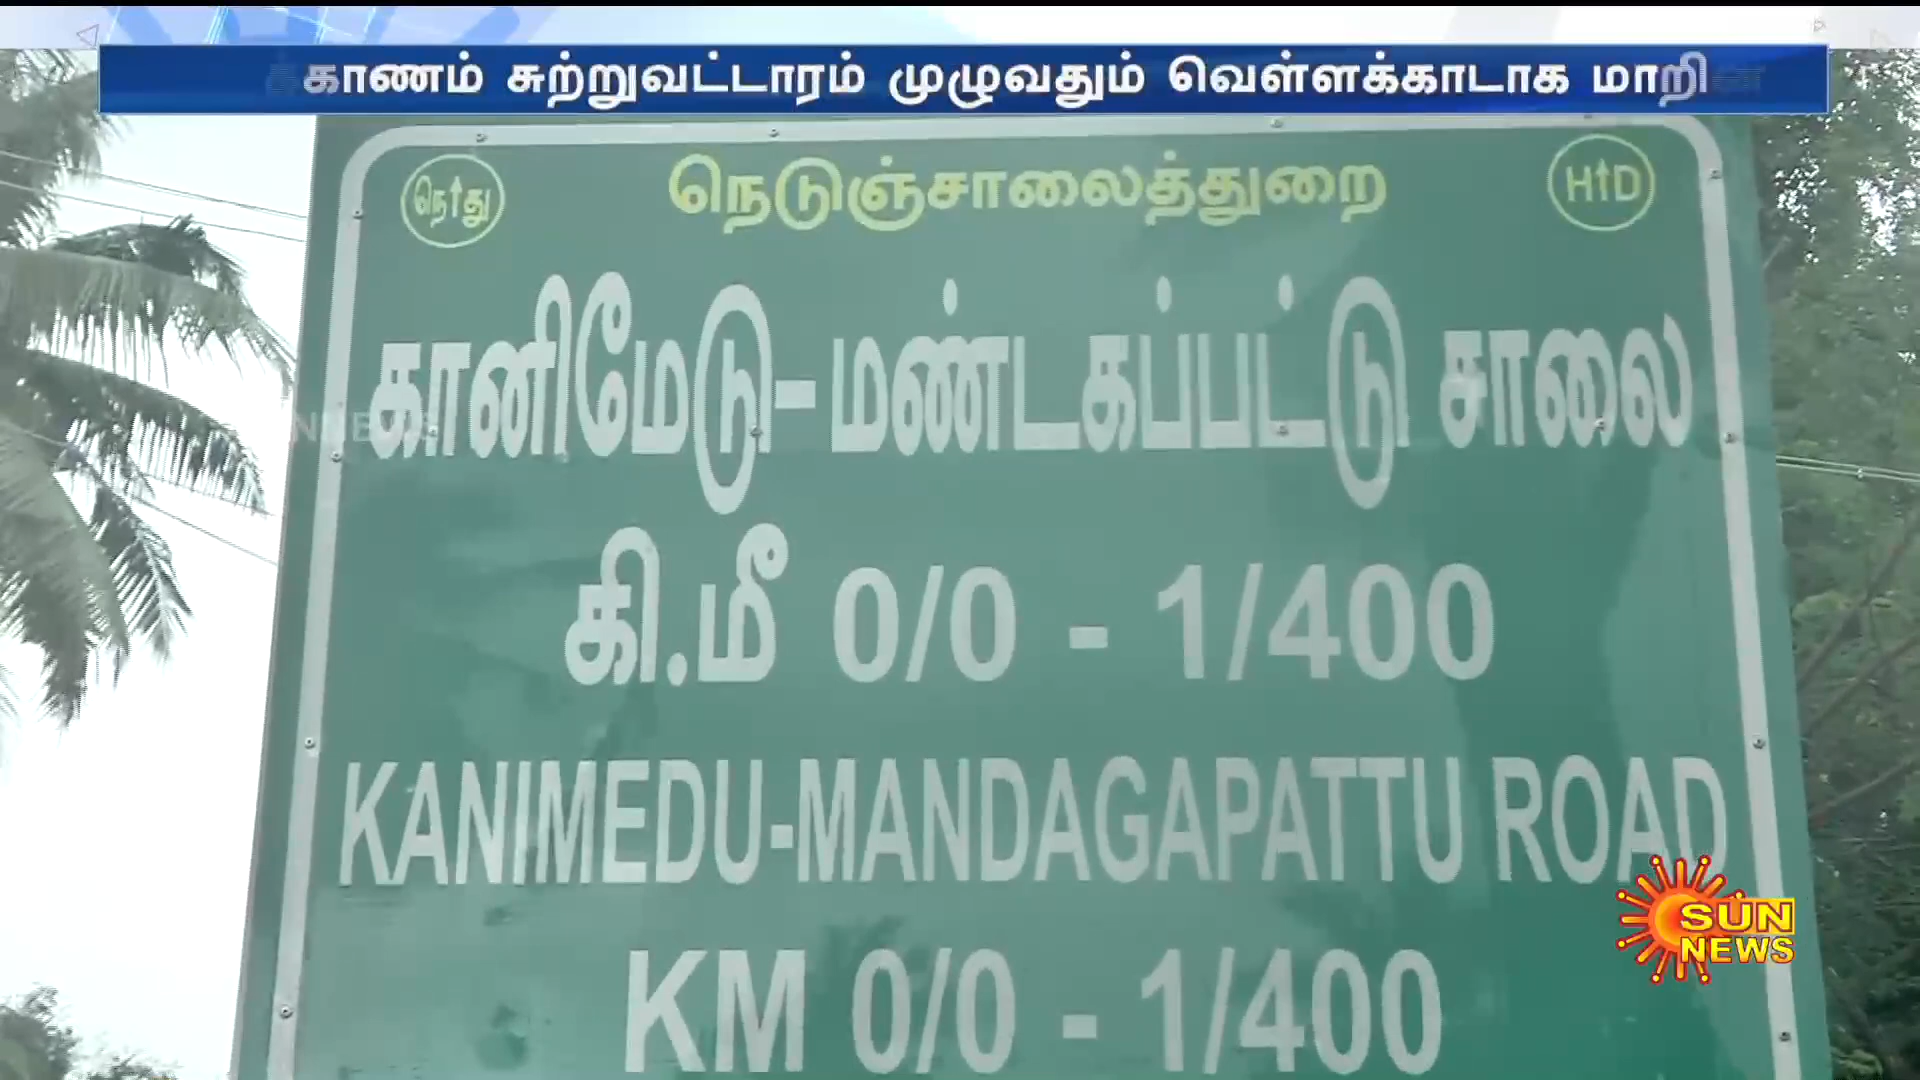 காணம் சுற்றுவட்டாரம் முழுவதும் வெள்ளக்காடாக மாறி
நெ↑து நெடுஞ்சாலைத்துறை H↑D
கானிமேடு-மண்டகப்பட்டு சாலை
கி.மீ 0/0 - 1/400
KANIMEDU-MANDAGAPATTU ROAD
SUN
NEWS
KM 0/0 - 1/400